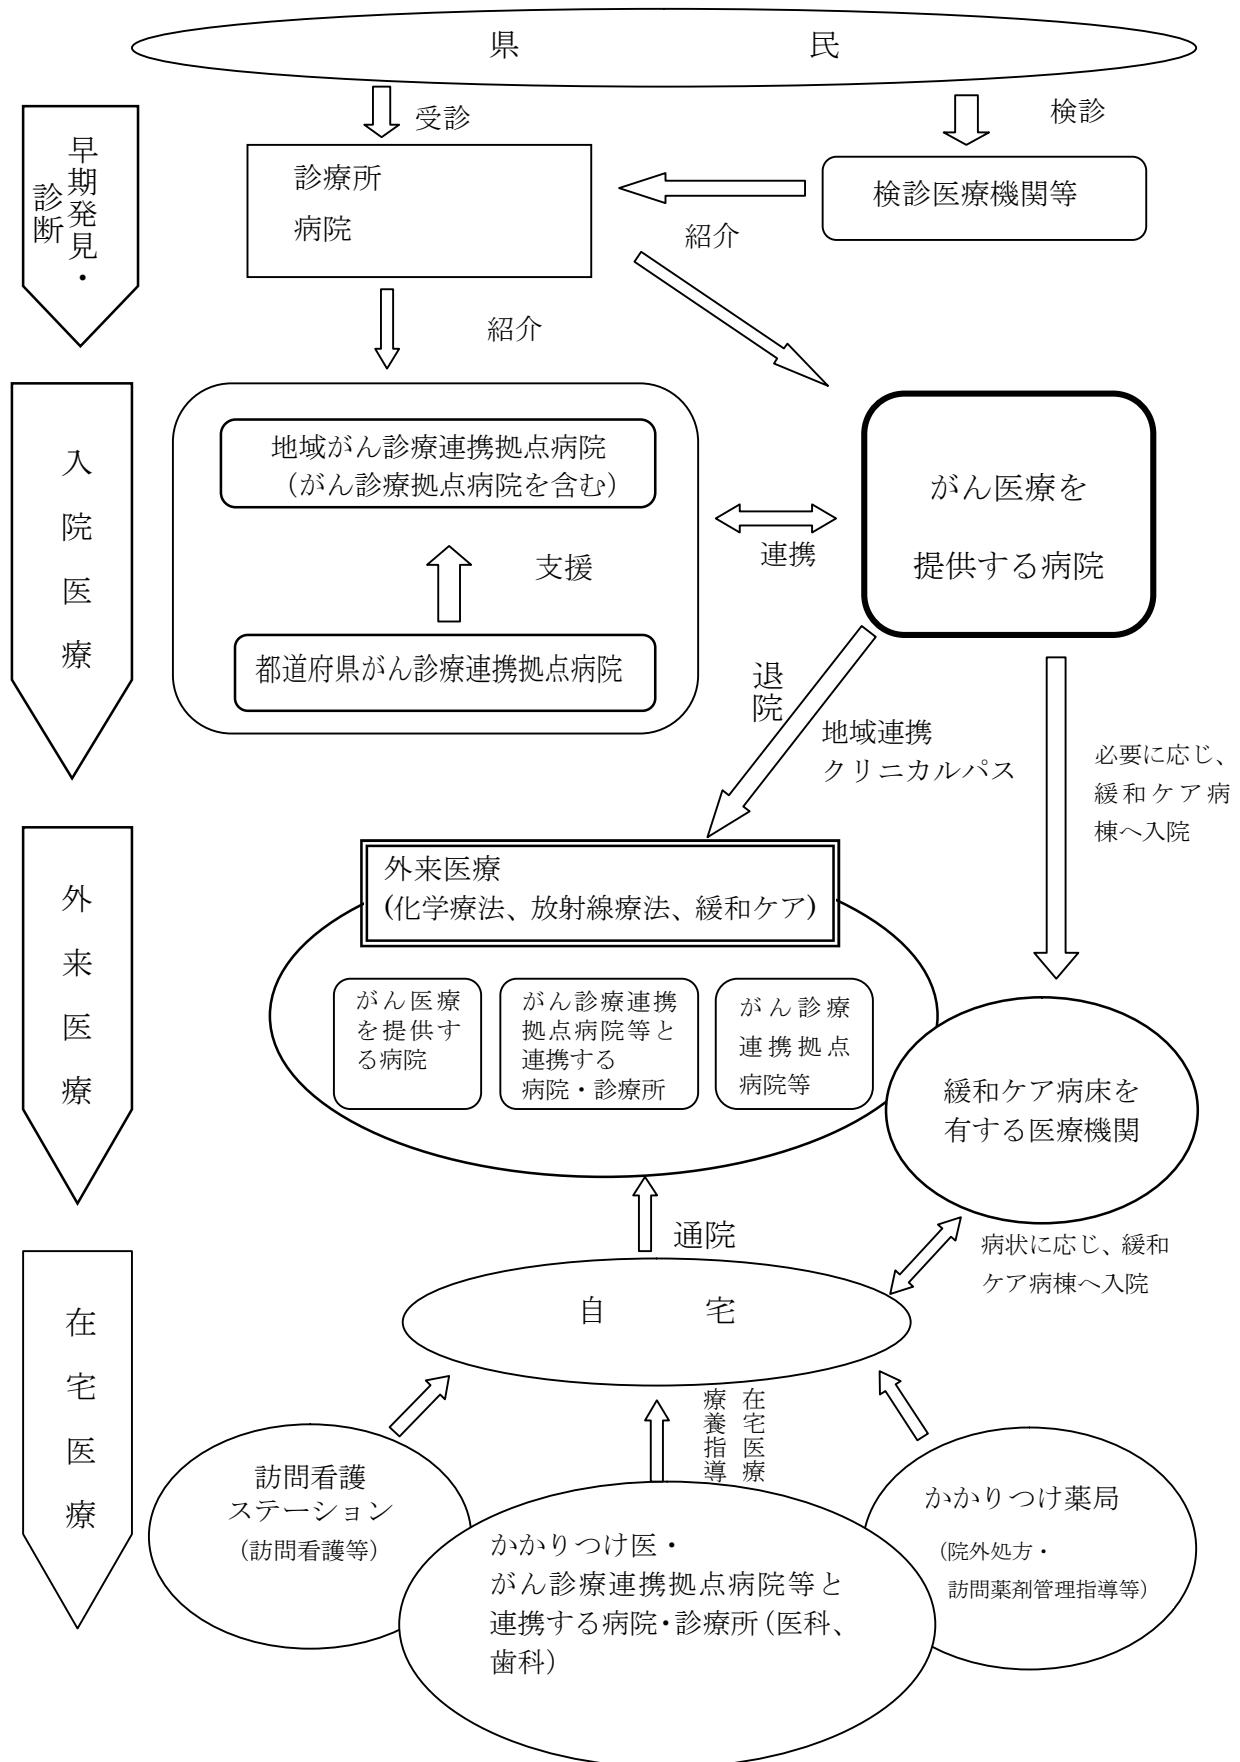 県　民
受診
検診
早期発見・
診断
診療所
病院
検診医療機関等
紹介
紹介
入院医療
地域がん診療連携拠点病院
（がん診療拠点病院を含む）
支援
都道府県がん診療連携拠点病院
連携
がん医療を
提供する病院
退院
地域連携
クリニカルパス
必要に応じ、
緩和ケア病
棟へ入院
外来医療
外来医療
(化学療法、放射線療法、緩和ケア)
がん医療
を提供す
る病院
がん診療連携
拠点病院等と
連携する
病院・診療所
がん診療
連携拠点
病院等
緩和ケア病床を
有する医療機関
通院
病状に応じ、緩和
ケア病棟へ入院
在宅医療
自　宅
在宅医療
療養指導
訪問看護
ステーション
（訪問看護等）
かかりつけ医・
がん診療連携拠点病院等と
連携する病院・診療所（医科、
歯科）
かかりつけ薬局
（院外処方・
訪問薬剤管理指導等）